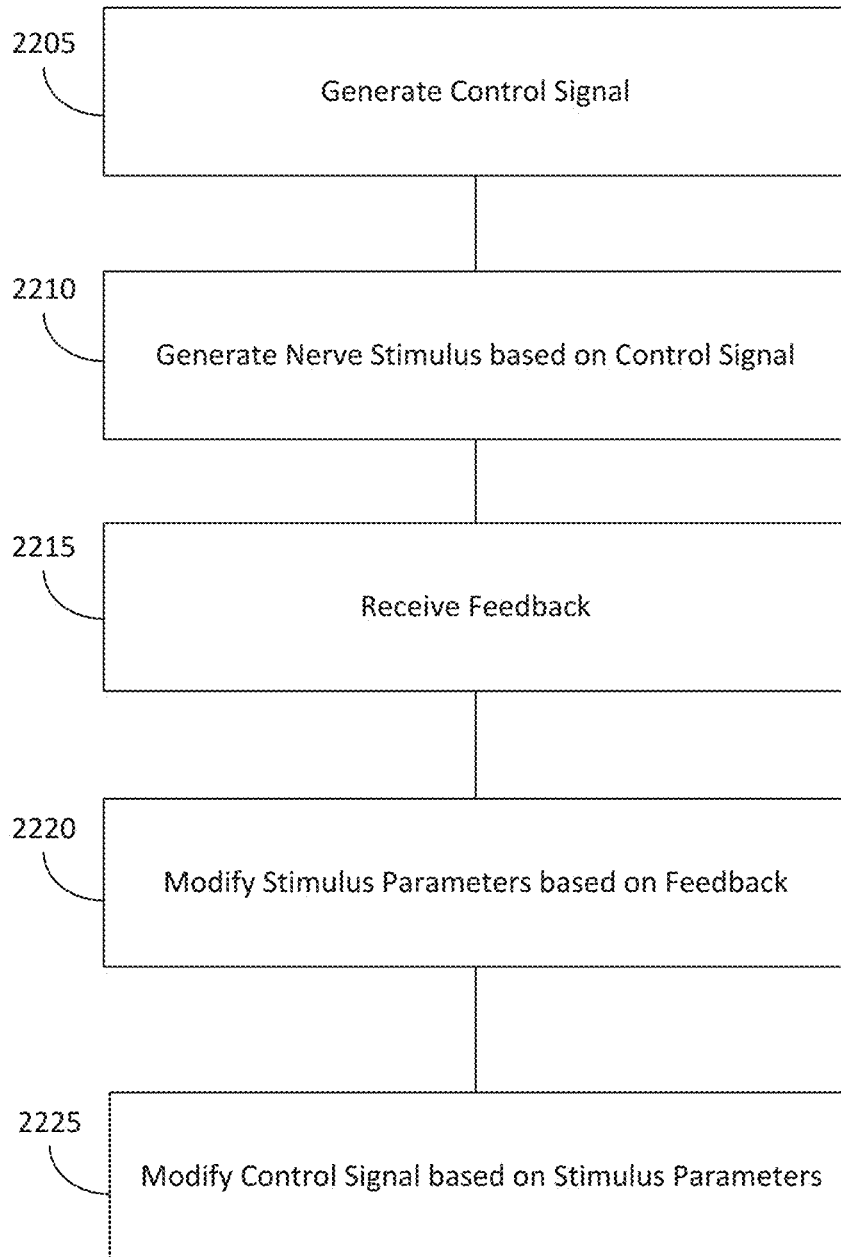 2205
Generate Control Signal
2210
Generate Nerve Stimulus based on Control Signal
2215
Receive Feedback
2220
Modify Stimulus Parameters based on Feedback
2225
Modify Control Signal based on Stimulus Parameters